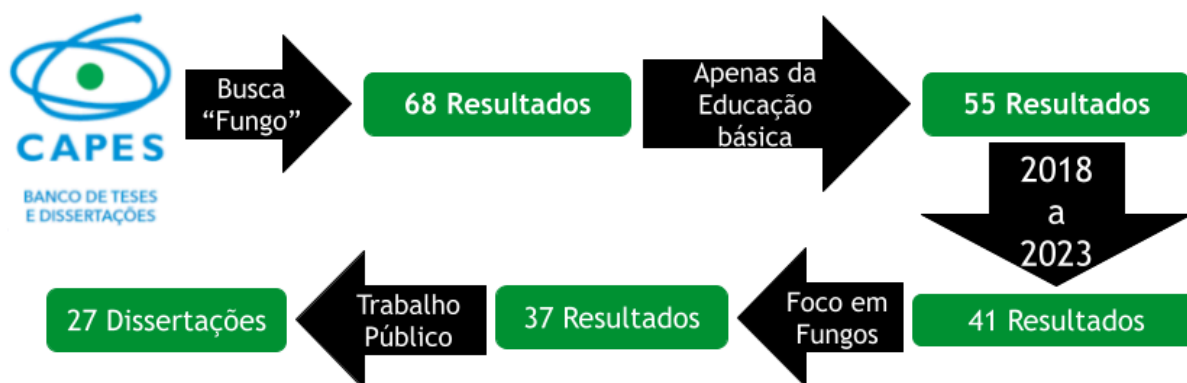 CAPES
BANCO DE TESES
E DISSERTAÇÕES
Busca
“Fungo”
68 Resultados
Apenas da
Educação
básica
55 Resultados
2018
a
2023
41 Resultados
Foco em
Fungos
37 Resultados
Trabalho
Público
27 Dissertações